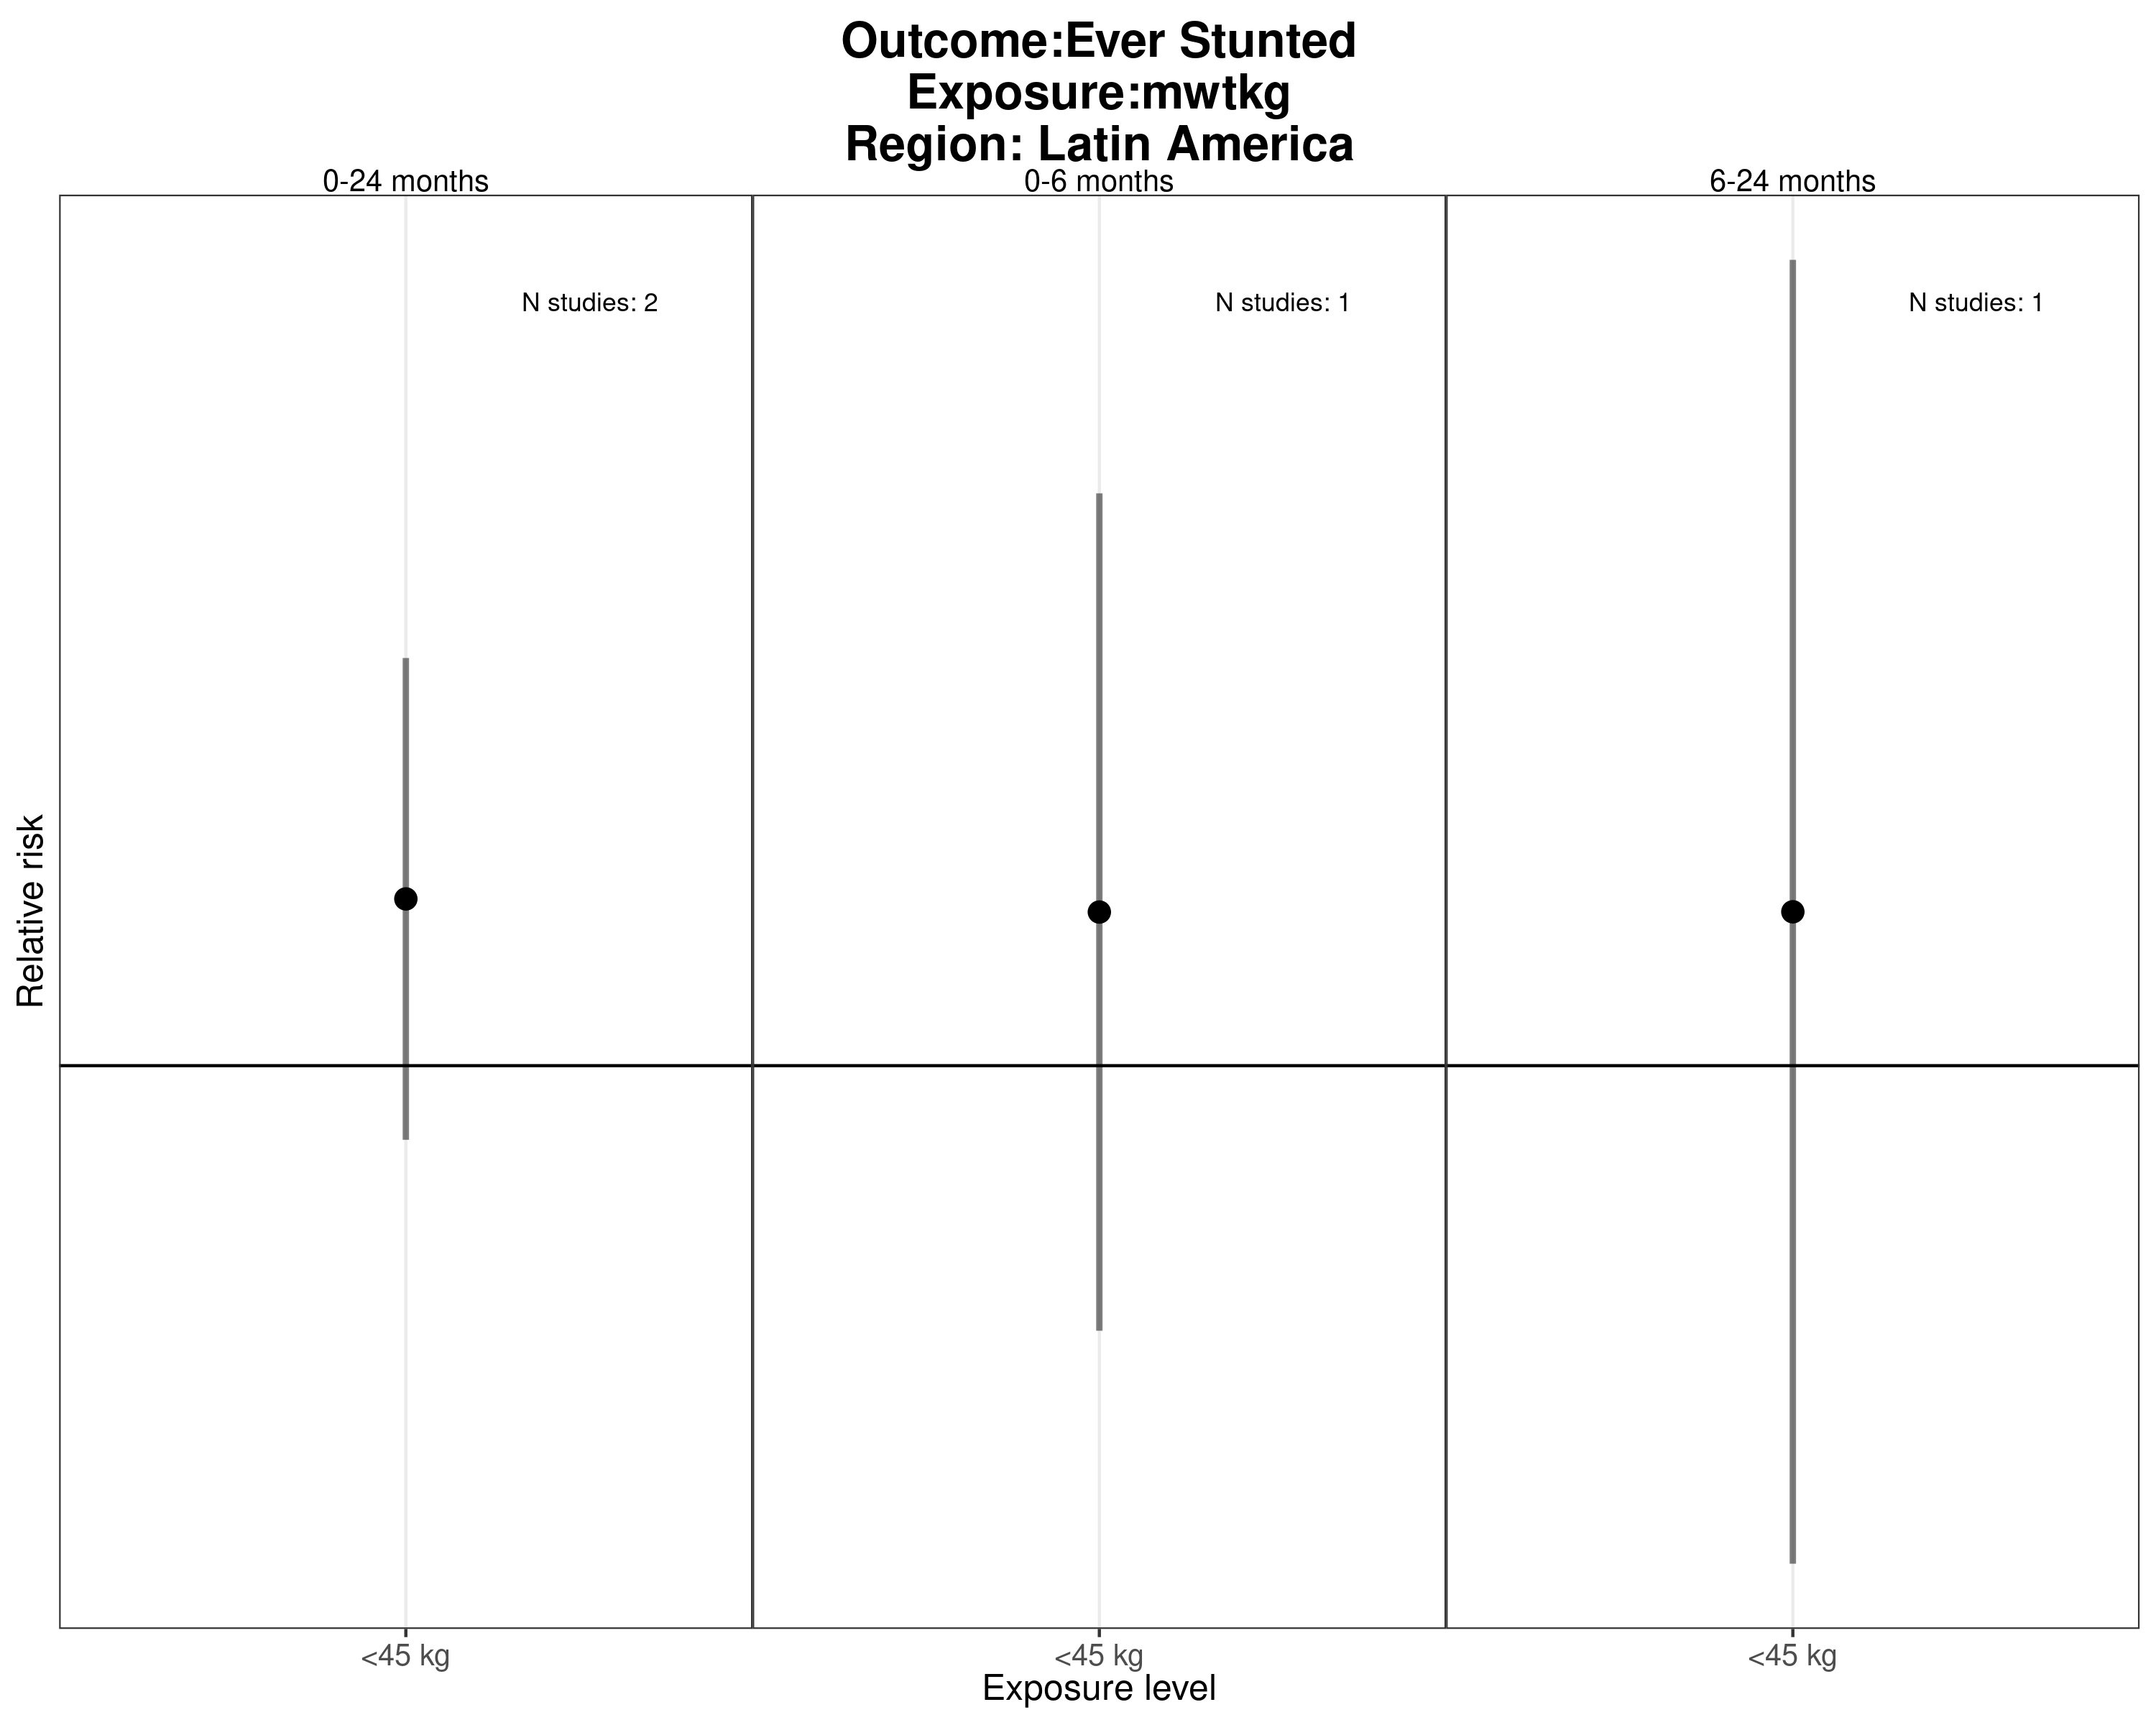 Outcome:Ever Stunted
Exposure:mwtkg
Region: Latin America
0-24 months
0-6 months
6-24 months
N studies: 2
N studies: 1
N studies: 1
Relative risk
<45 kg
<45 kg
<45 kg
Exposure level